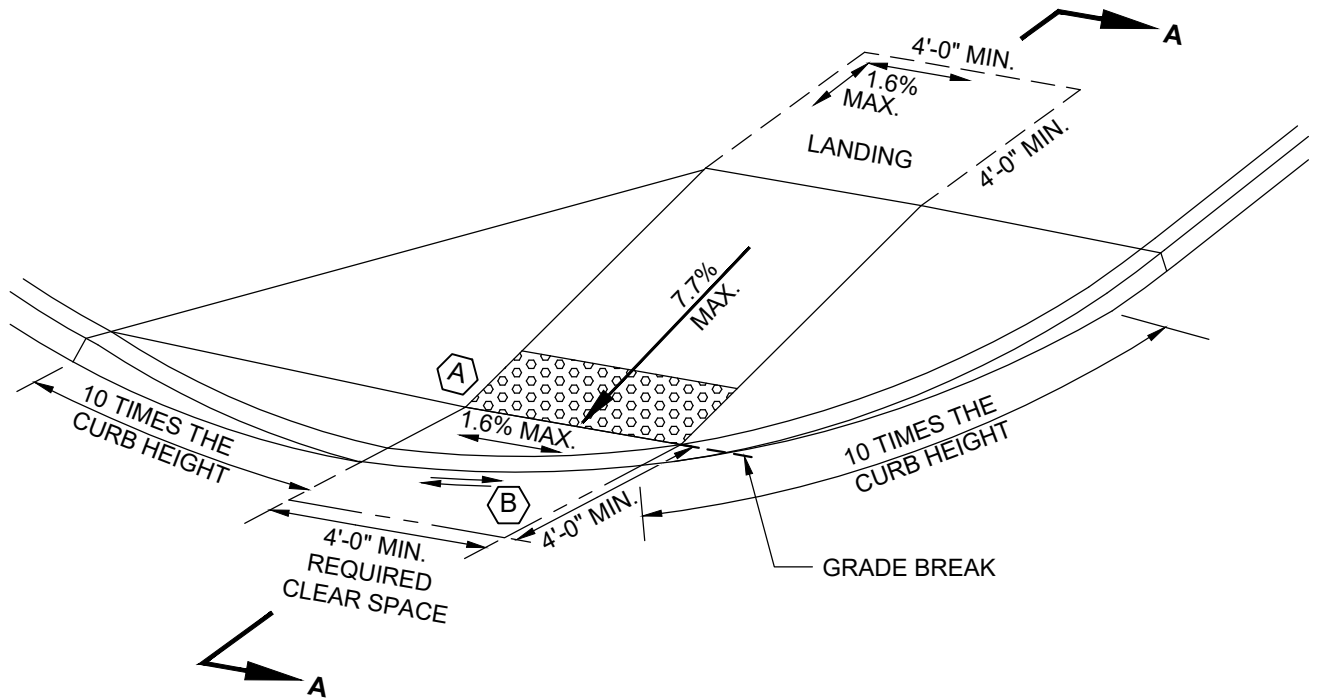 A
4'-0" MIN.
1.6%
MAX.
LANDING
4'-0" MIN.
7.7%
MAX.
A
1.6% MAX.
10 TIMES THE
CURB HEIGHT
10 TIMES THE
CURB HEIGHT
B
4'-0" MIN.
4'-0" MIN.
REQUIRED
CLEAR SPACE
GRADE BREAK
A